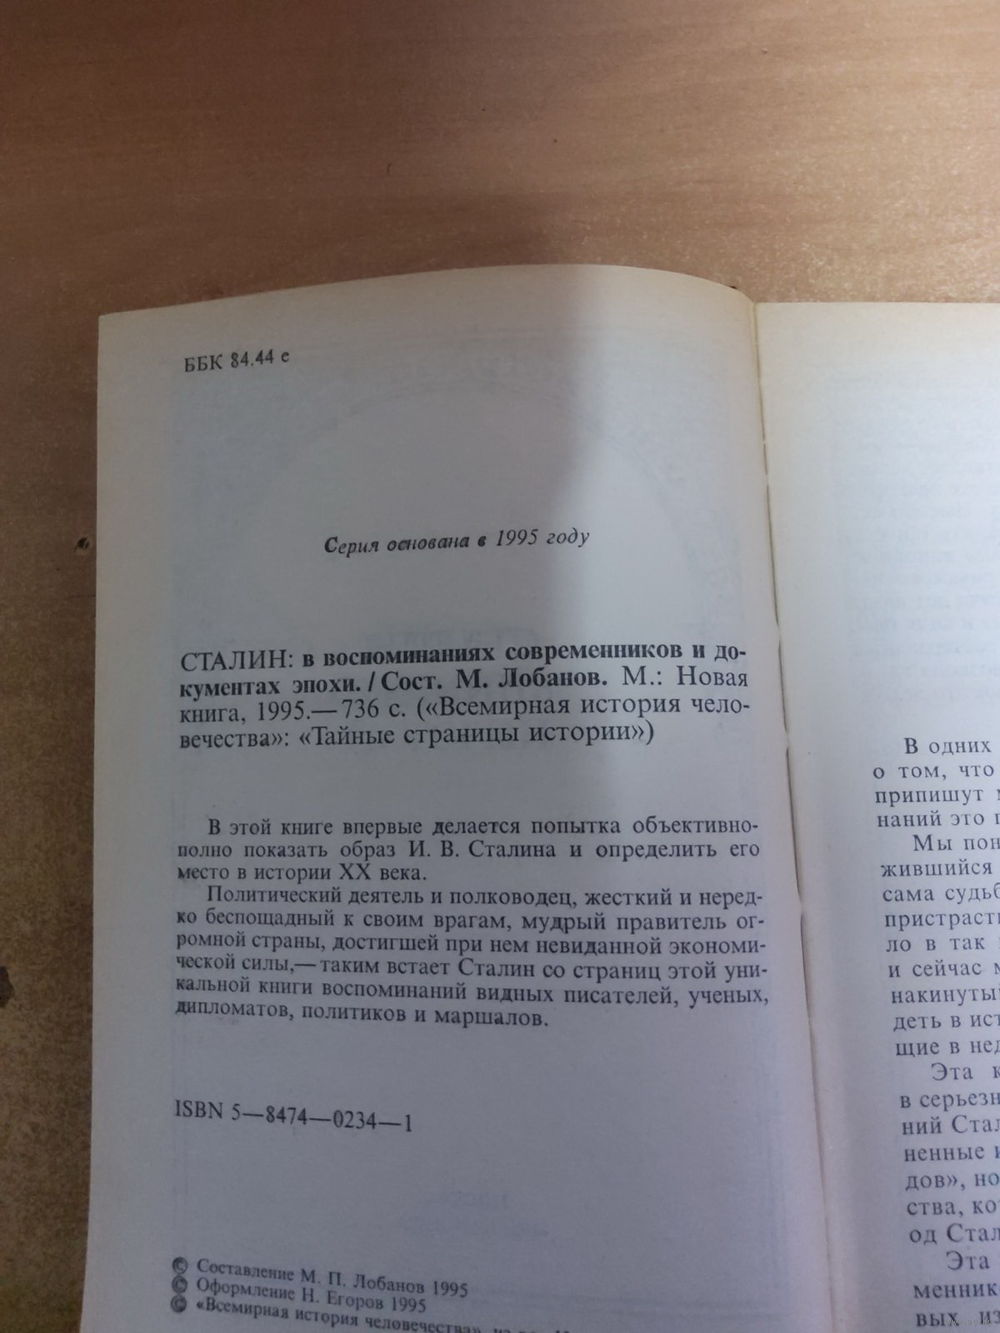 ББК 84.44 с
Серия основана в 1995 году
СТАЛИН: в воспоминаниях современников и до-
кументах эпохи. / Сост. М. Лобанов. М.: Новая
книга, 1995.— 736 с. («Всемирная история чело-
вечества»: «Тайные страницы истории»)
В этой книге впервые делается попытка объективно-
полно показать образ И. В. Сталина и определить его
место в истории XX века.
Политический деятель и полководец, жесткий и неред-
ко беспощадный к своим врагам, мудрый правитель ог-
ромной страны, достигшей при нем невиданной экономи-
ческой силы,— таким встает Сталин со страниц этой уни-
кальной книги воспоминаний видных писателей, ученых,
дипломатов, политиков и маршалов.
ISBN 5—8474—0234—1
© Составление М. П. Лобанов 1995
© Оформление Н. Егоров 1995
© «Всемирная история человечества»,
В одних
о том, что
припишут
наний это
Мы пон
жившийся
сама судьб
пристраст
ло в так
и сейчас
накинуты
деть в ист
щие в нед
Эта к
в серьезн
ний Стал
ненные и
дов», но
ства, ко
од Стал
Эта
менник
вых из